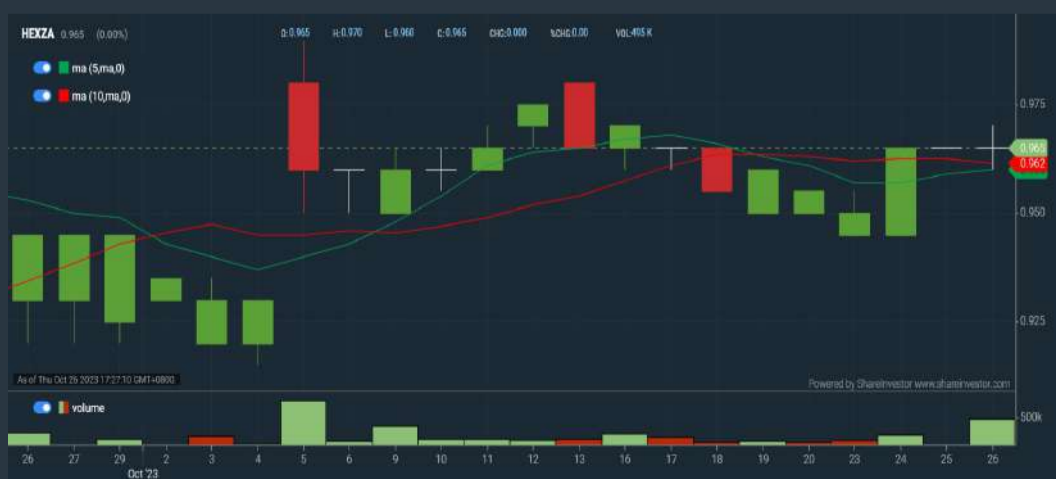 HEXZA 0.965 (0.00%) O:0.965 H:0.970 L:0.960 C:0.965 CHG:0.000 %CHG:0.00 VOL:495 K
ma (5,ma,0)
ma (10,ma,0)
0.975
0.965
0.962
0.950
0.925
As of Thu Oct 26 2023 17:27:10 GMT+0800
Powered by ShareInvestor www.shareinvestor.com
volume
500k
26 27 29 2 3 4 5 6 9 10 11 12 13 16 17 18 19 20 23 24 25 26
Oct '23